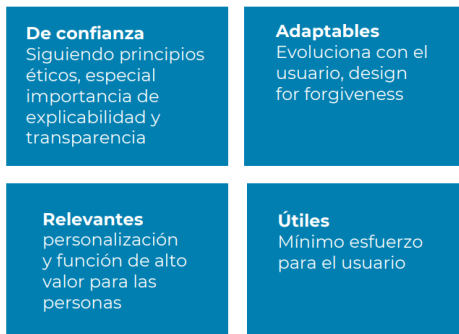 De confianza
Siguiendo principios
éticos, especial
importancia de
explicabilidad y
transparencia
Adaptables
Evoluciona con el
usuario, design
for forgiveness
Relevantes
personalización
y función de alto
valor para las
personas
Útiles
Mínimo esfuerzo
para el usuario